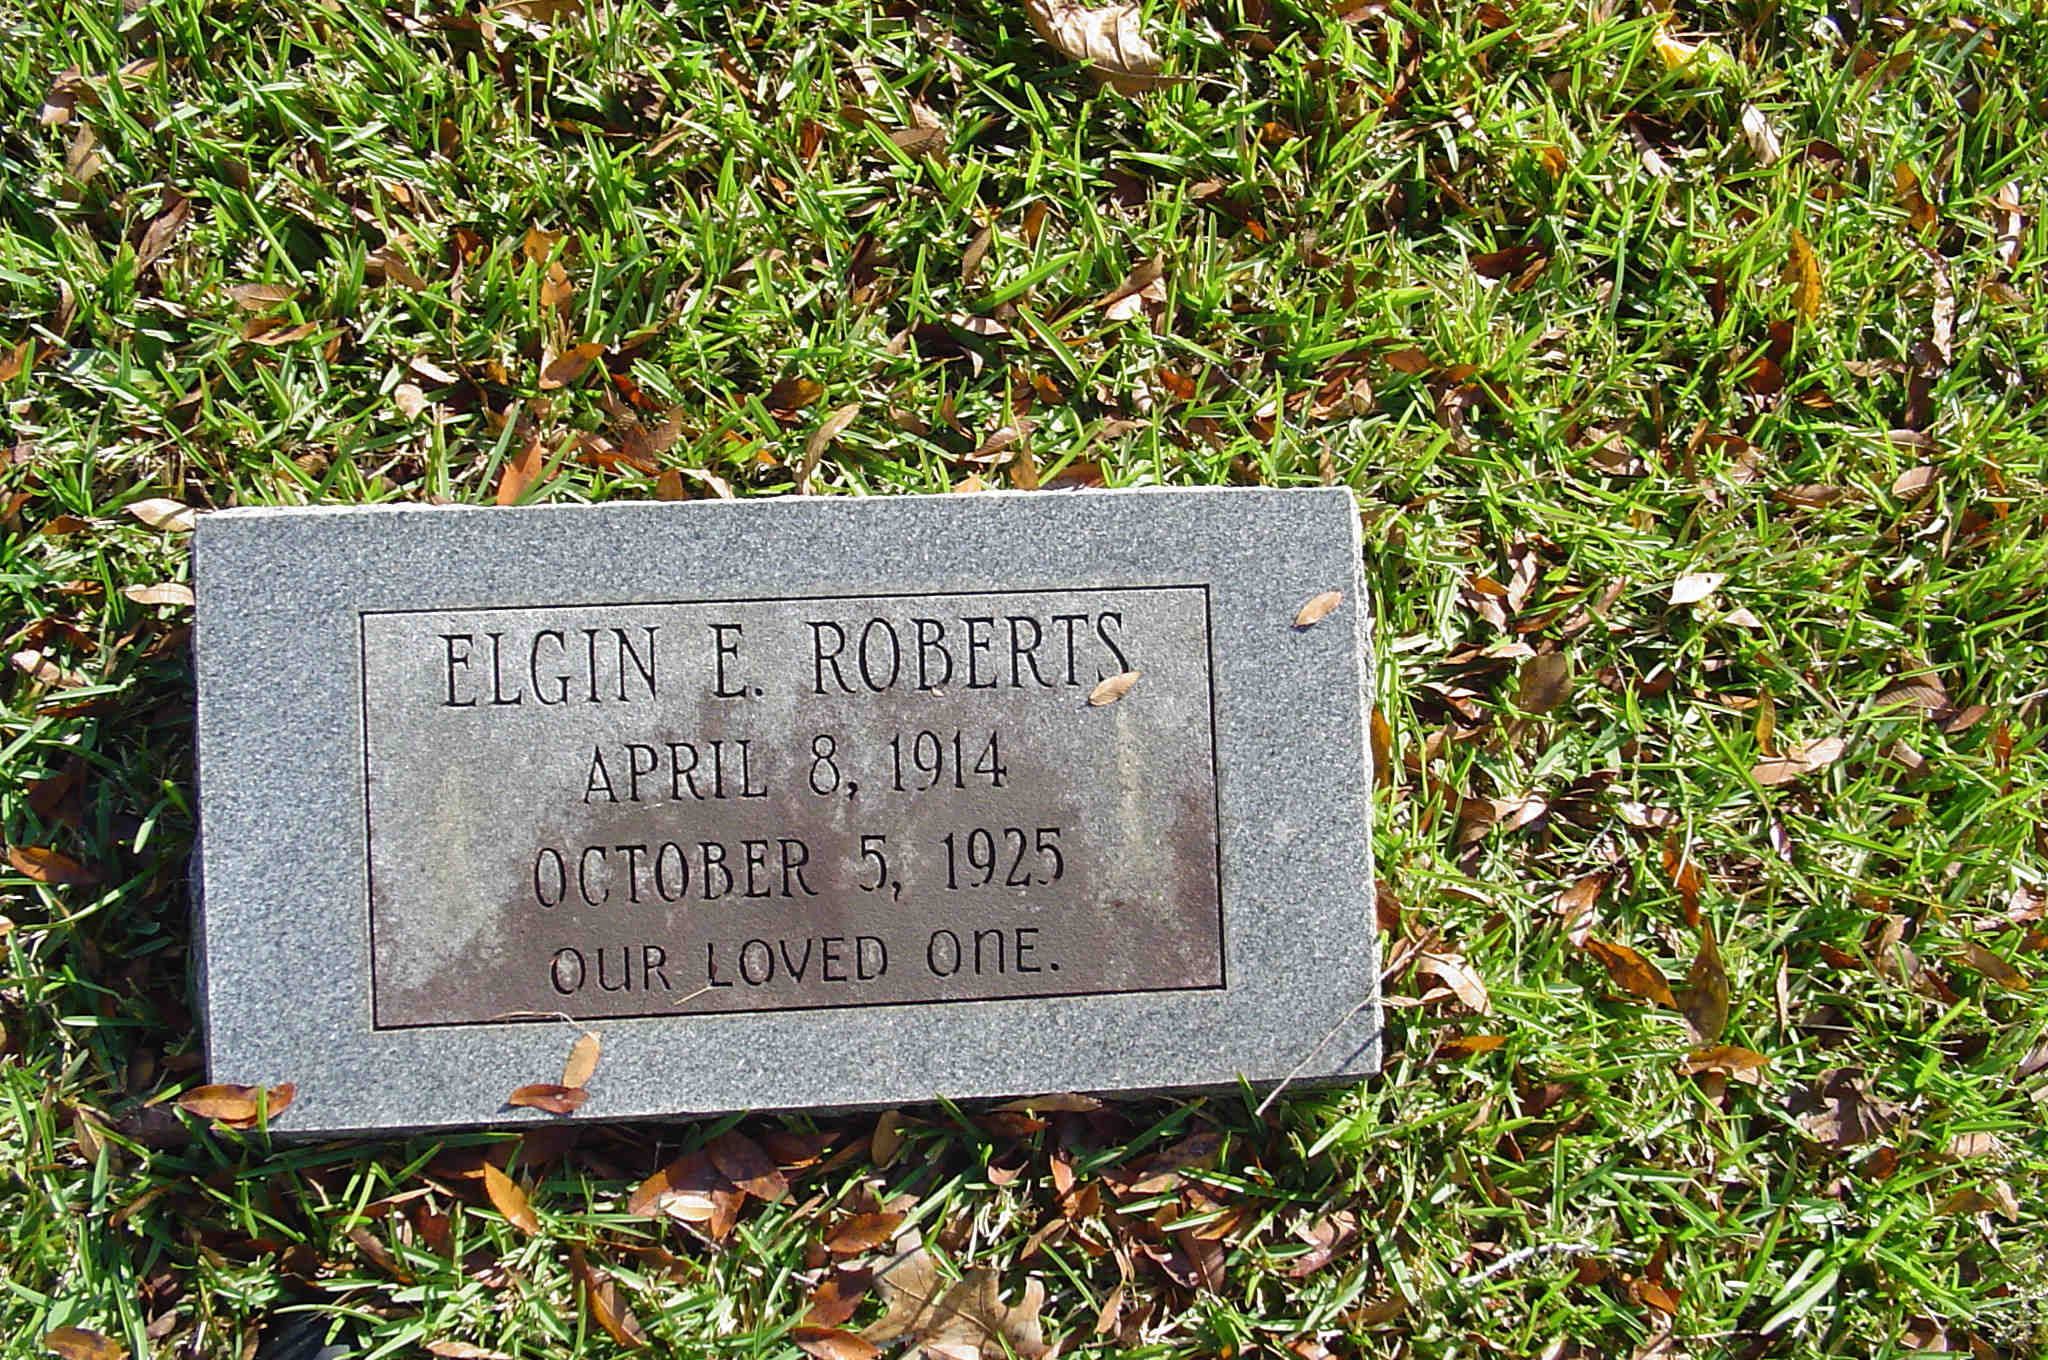 ELGIN E. ROBERTS
APRIL 8, 1914
OCTOBER 5, 1925
OUR LOVED ONE.